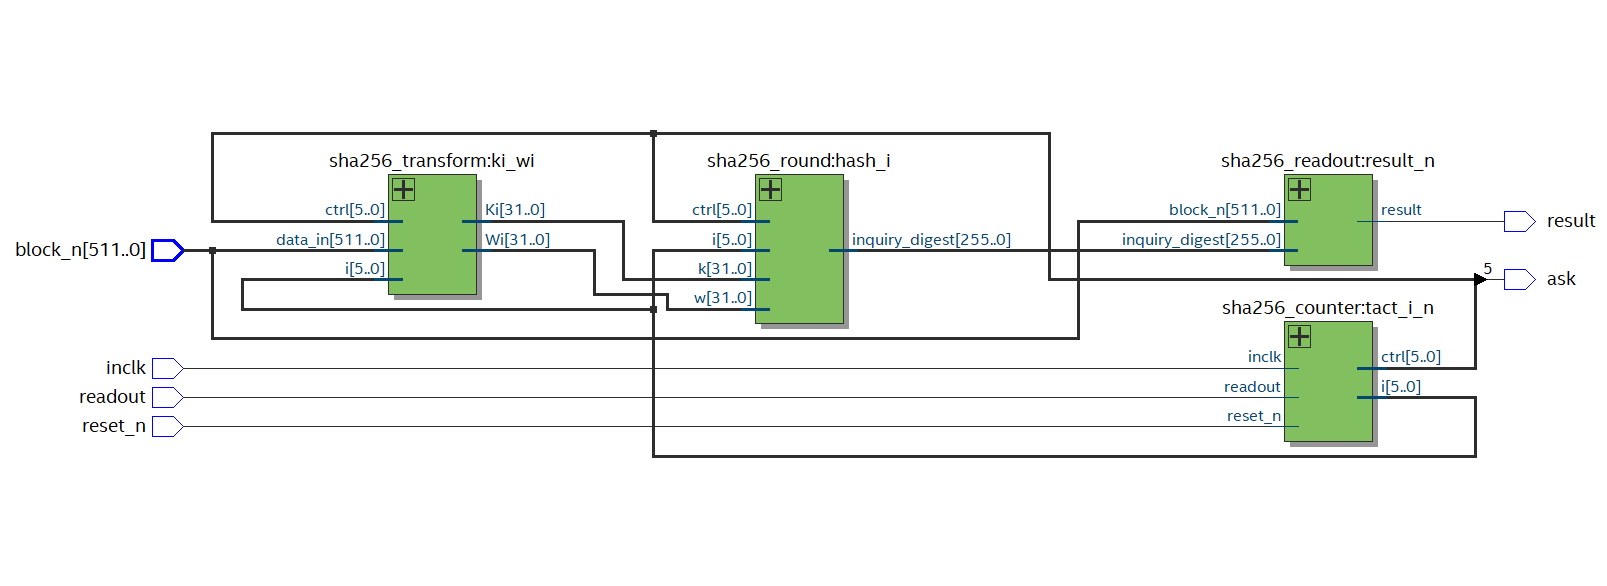 sha256_transform:ki_wi
sha256_round:hash_i
sha256_readout:result_n
ctrl[5..0]
Ki[31..0]
ctrl[5..0]
block_n[511..0]
result
result
block_n[511..0]
data_in[511..0]
Wi[31..0]
i[5..0]
inquiry_digest[255..0]
inquiry_digest[255..0]
i[5..0]
k[31..0]
5
ask
w[31..0]
sha256_counter:tact_i_n
inclk
inclk
ctrl[5..0]
readout
readout
i[5..0]
reset_n
reset_n